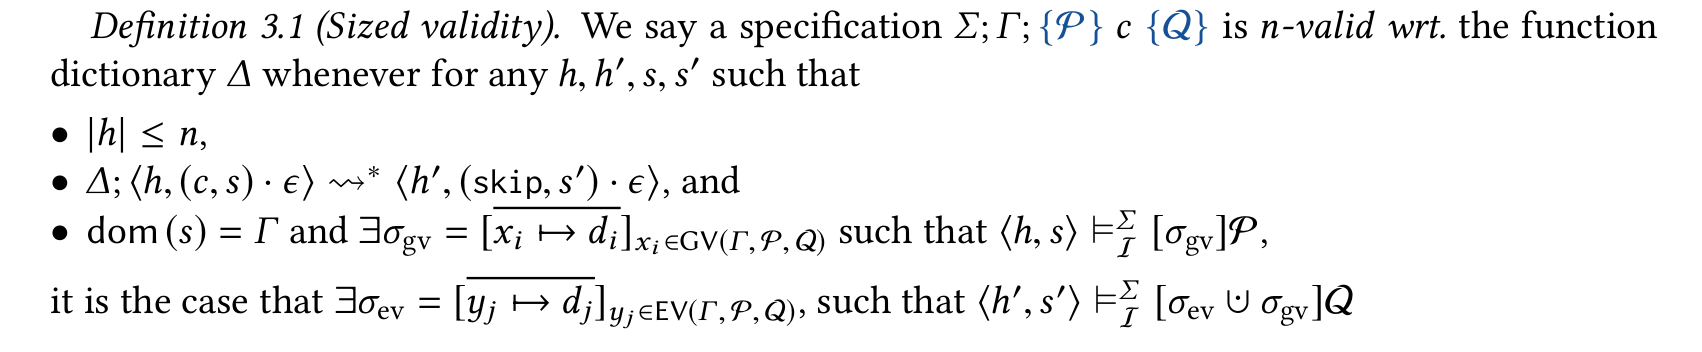 Definition 3.1 (Sized validity). We say a specification Σ; Γ; {𝒫} c {𝒬} is n-valid wrt. the function
dictionary Δ whenever for any h, h′, s, s′ such that
• |h| ≤ n,
• Δ; ⟨h, (c, s) · ϵ⟩ ⇝* ⟨h′, (skip, s′) · ϵ⟩, and
• dom (s) = Γ and ∃σ_gv = [\overline{x_i ↦ d_i}]_{x_i∈GV(Γ,𝒫,𝒬)} such that ⟨h, s⟩ ⊨^Σ_ℐ [σ_gv]𝒫,
it is the case that ∃σ_ev = [\overline{y_j ↦ d_j}]_{y_j∈EV(Γ,𝒫,𝒬)}, such that ⟨h′, s′⟩ ⊨^Σ_ℐ [σ_ev ⊍ σ_gv]𝒬